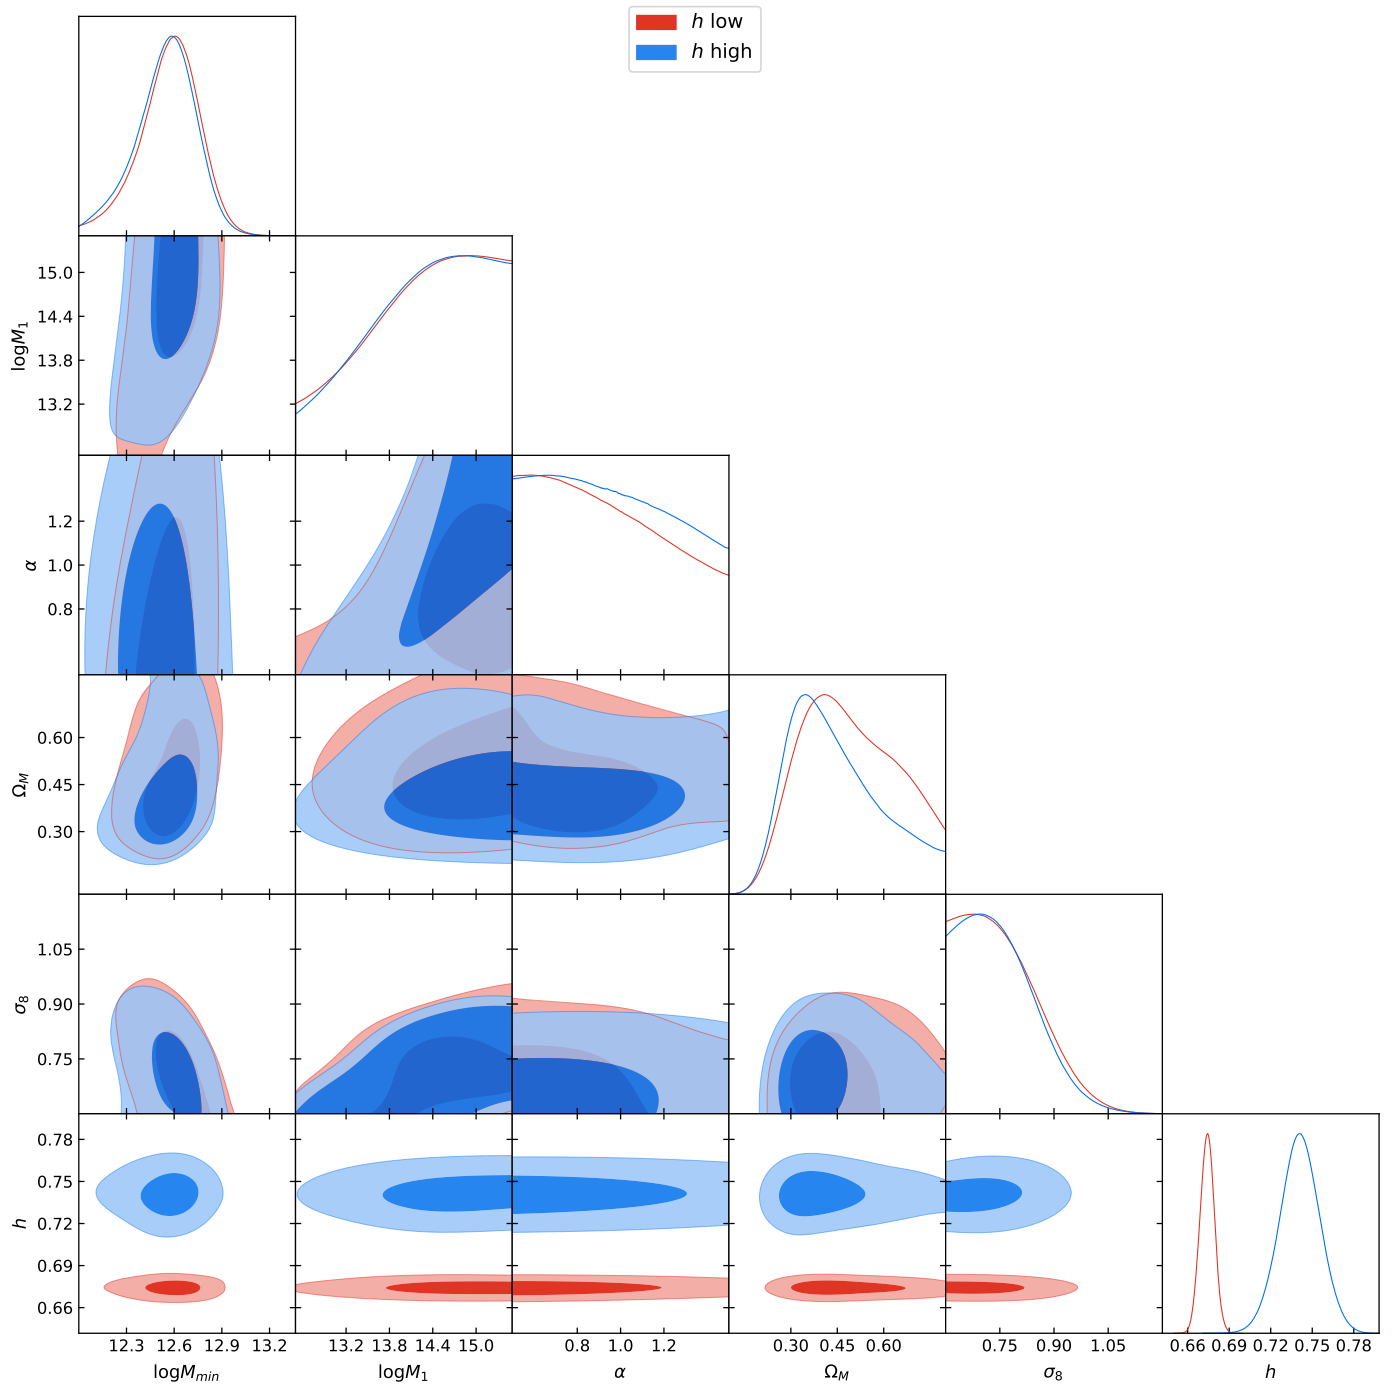 h low
h high
15.0
14.4
13.8
13.2
logM₁
1.2
1.0
0.8
α
0.60
0.45
0.30
Ω_M
1.05
0.90
0.75
σ₈
0.78
0.75
0.72
0.69
0.66
h
12.3 12.6 12.9 13.2
13.2 13.8 14.4 15.0
0.8 1.0 1.2
0.30 0.45 0.60
0.75 0.90 1.05
0.66 0.69 0.72 0.75 0.78
logM_min
logM₁
α
Ω_M
σ₈
h